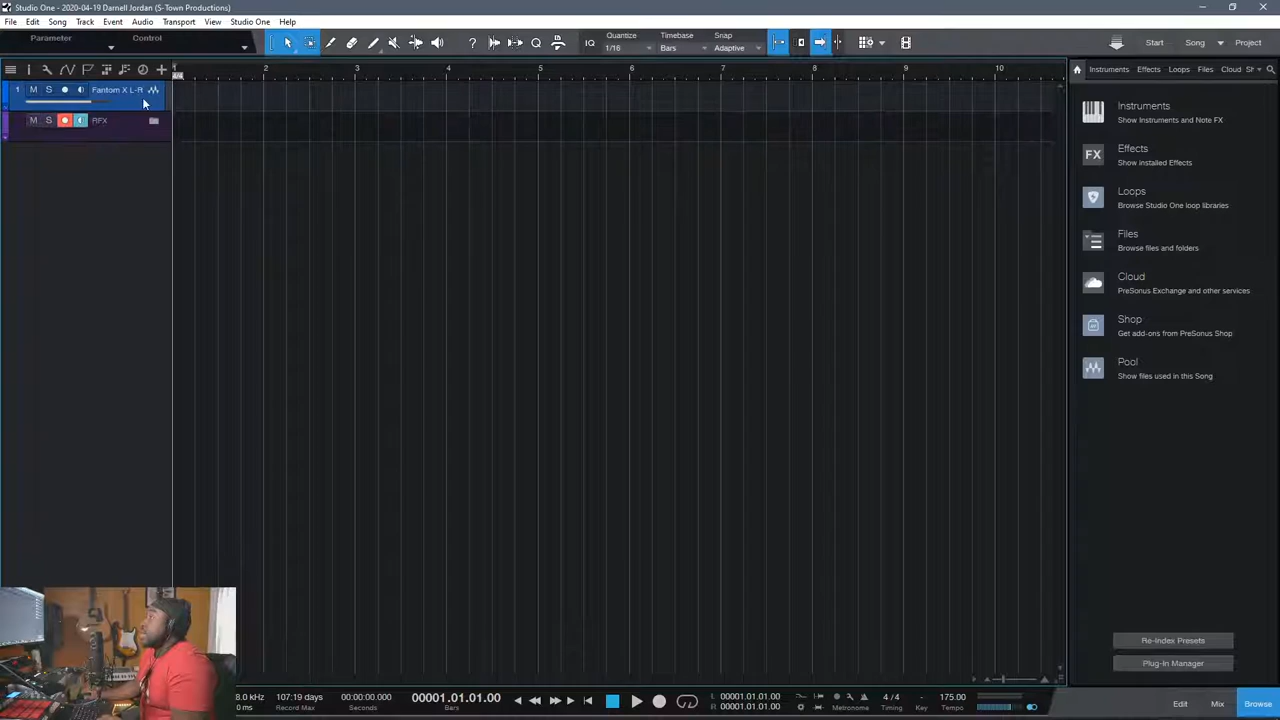 Studio One - 2020-04-19 Darnell Jordan (S-Town Productions)
File Edit Song Track Event Audio Transport View Studio One Help
Parameter Control
Quantize Timebase Snap
IQ 1/16 Bars Adaptive
Start Song Project
2 3 4 5 6 7 8 9 10
4/4
Instruments Effects Loops Files Cloud Sh
1 M S Fantom X L-R
M S RFX
Instruments
Show Instruments and Note FX
FX Effects
Show installed Effects
Loops
Browse Studio One loop libraries
Files
Browse files and folders
Cloud
PreSonus Exchange and other services
Shop
Get add-ons from PreSonus Shop
Pool
Show files used in this Song
Re-Index Presets
Plug-In Manager
8.0 kHz 107:19 days 00:00:00.000 00001.01.01.00 L 00001.01.01.00 4 / 4 - 175.00
0 ms Record Max Seconds Bars R 00001.01.01.00 Metronome Timing Key Tempo
Edit Mix Browse